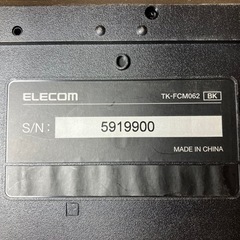 ELECOM TK-FCM062 BK
S/N: 5919900
MADE IN CHINA